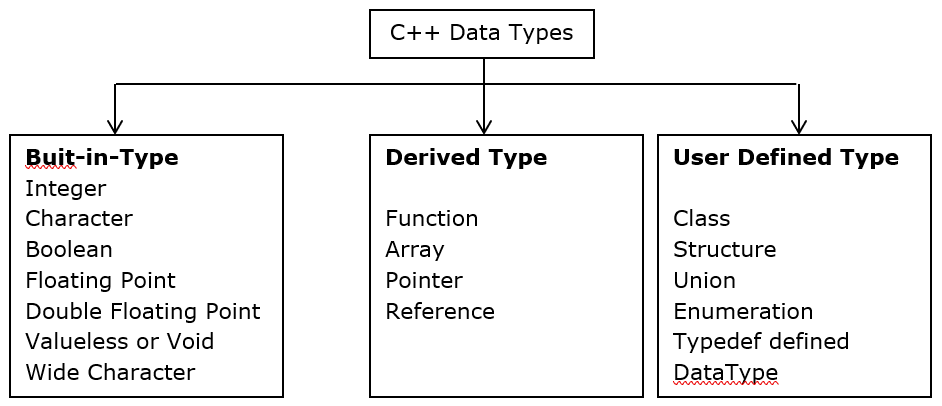 C++ Data Types
Buit-in-Type
Integer
Character
Boolean
Floating Point
Double Floating Point
Valueless or Void
Wide Character
Derived Type
Function
Array
Pointer
Reference
User Defined Type
Class
Structure
Union
Enumeration
Typedef defined
DataType